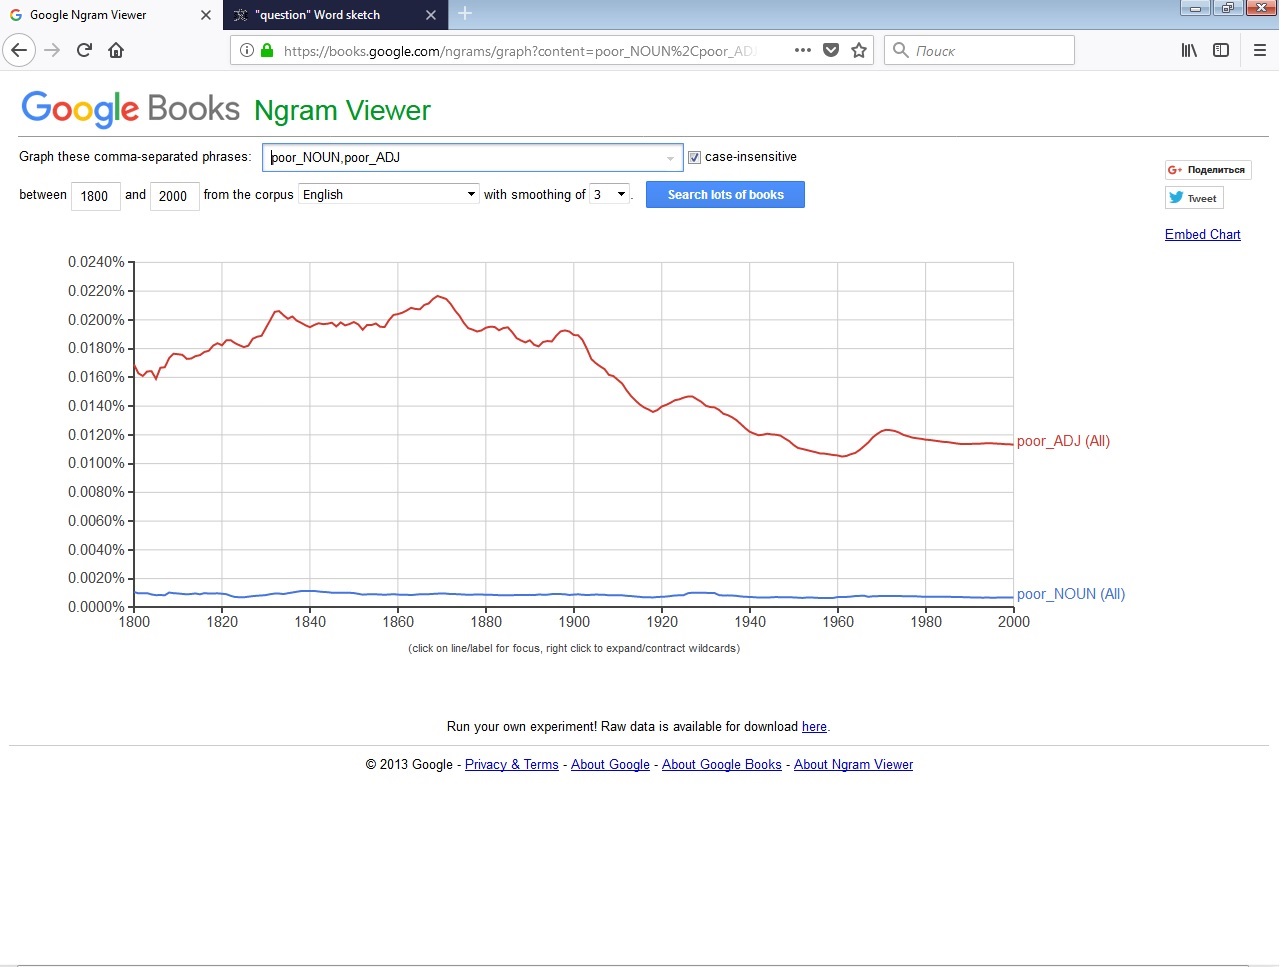 Google Ngram Viewer
"question" Word sketch
https://books.google.com/ngrams/graph?content=poor_NOUN%2Cpoor_AD
Поиск
Google Books Ngram Viewer
Graph these comma-separated phrases: poor_NOUN,poor_ADJ case-insensitive
between 1800 and 2000 from the corpus English with smoothing of 3 . Search lots of books
G+ Поделиться
Tweet
Embed Chart
0.0240%
0.0220%
0.0200%
0.0180%
0.0160%
0.0140%
0.0120%
0.0100%
0.0080%
0.0060%
0.0040%
0.0020%
0.0000%
poor_ADJ (All)
poor_NOUN (All)
1800 1820 1840 1860 1880 1900 1920 1940 1960 1980 2000
(click on line/label for focus, right click to expand/contract wildcards)
Run your own experiment! Raw data is available for download here.
© 2013 Google - Privacy & Terms - About Google - About Google Books - About Ngram Viewer